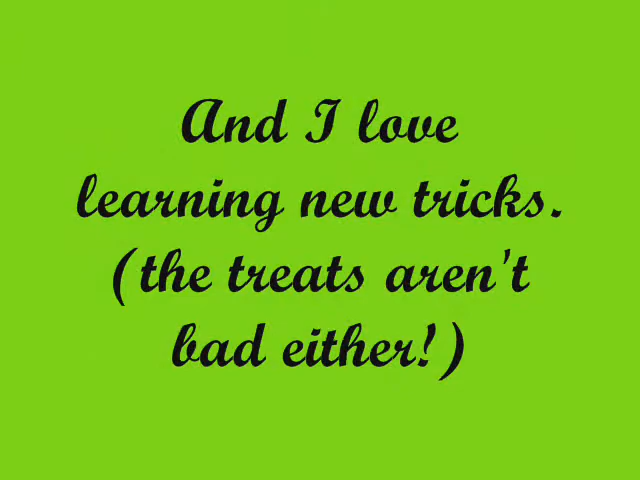 And I love
learning new tricks.
(the treats aren't
bad either!)